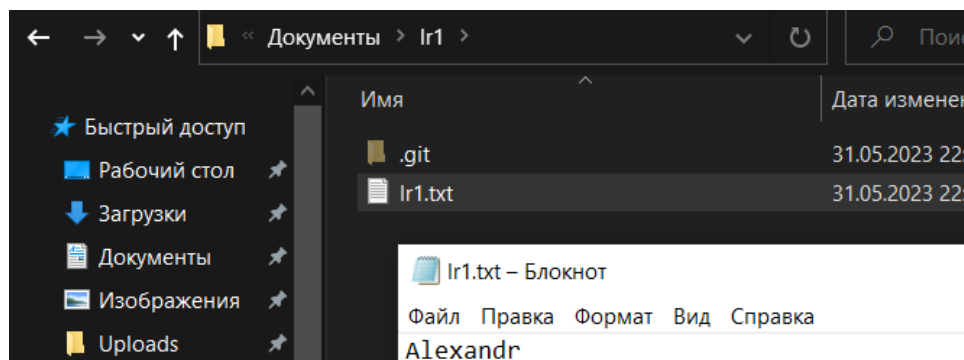 « Документы > lr1 >
Пои
Имя
Дата изменен
Быстрый доступ
.git
31.05.2023 22:
Рабочий стол
lr1.txt
31.05.2023 22:
Загрузки
Документы
lr1.txt – Блокнот
Изображения
Файл Правка Формат Вид Справка
Uploads
Alexandr